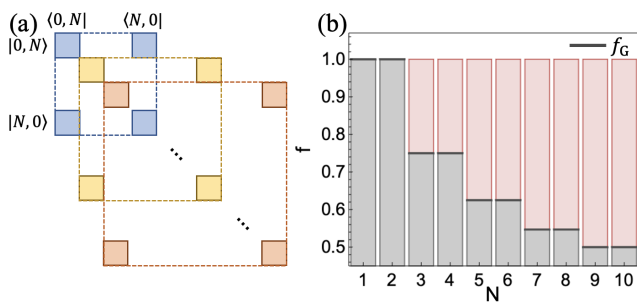 (a)
⟨0, N| ⟨N, 0|
|0, N⟩
|N, 0⟩
(b)
f_G
1.0
0.9
0.8
0.7
0.6
0.5
f
1 2 3 4 5 6 7 8 9 10
N